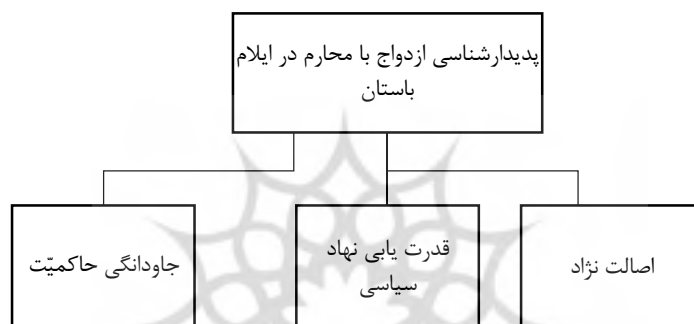 پدیدارشناسی ازدواج با محارم در ایلام
باستان
اصالت نژاد
قدرت یابی نهاد
سیاسی
جاودانگی حاکمیّت